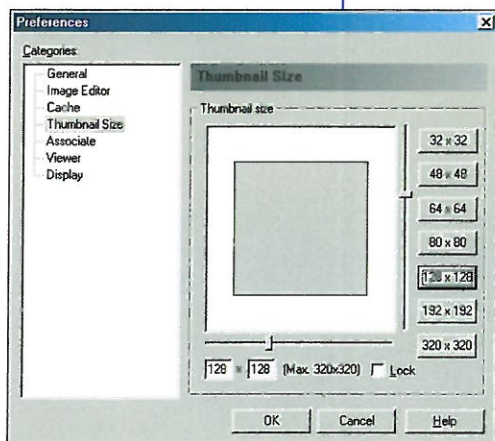 Preferences
Categories:
General
Image Editor
Cache
Thumbnail Size
Associate
Viewer
Display
Thumbnail Size
Thumbnail size
32 x 32
48 x 48
64 x 64
80 x 80
128 x 128
192 x 192
320 x 320
128 x 128 (Max. 320x320) Lock
OK Cancel Help